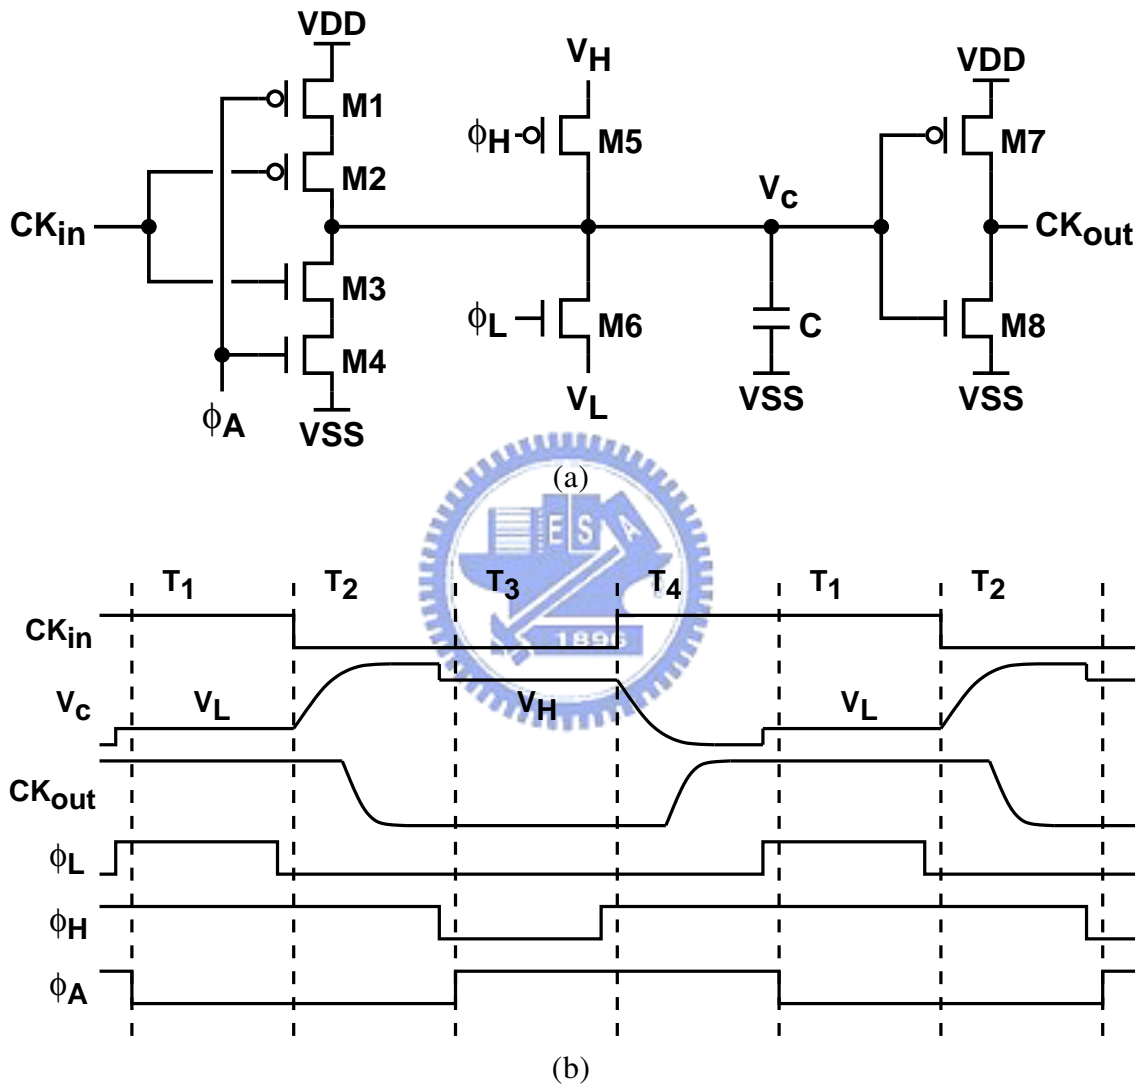 VDD
M1
M2
CKin
M3
M4
ϕA
VSS
VH
ϕH
M5
ϕL
M6
VL
Vc
C
VSS
VDD
M7
CKout
M8
VSS
(a)
E S A
1896
T1 T2 T3 T4 T1 T2
CKin
Vc VL VH VL
CKout
ϕL
ϕH
ϕA
(b)